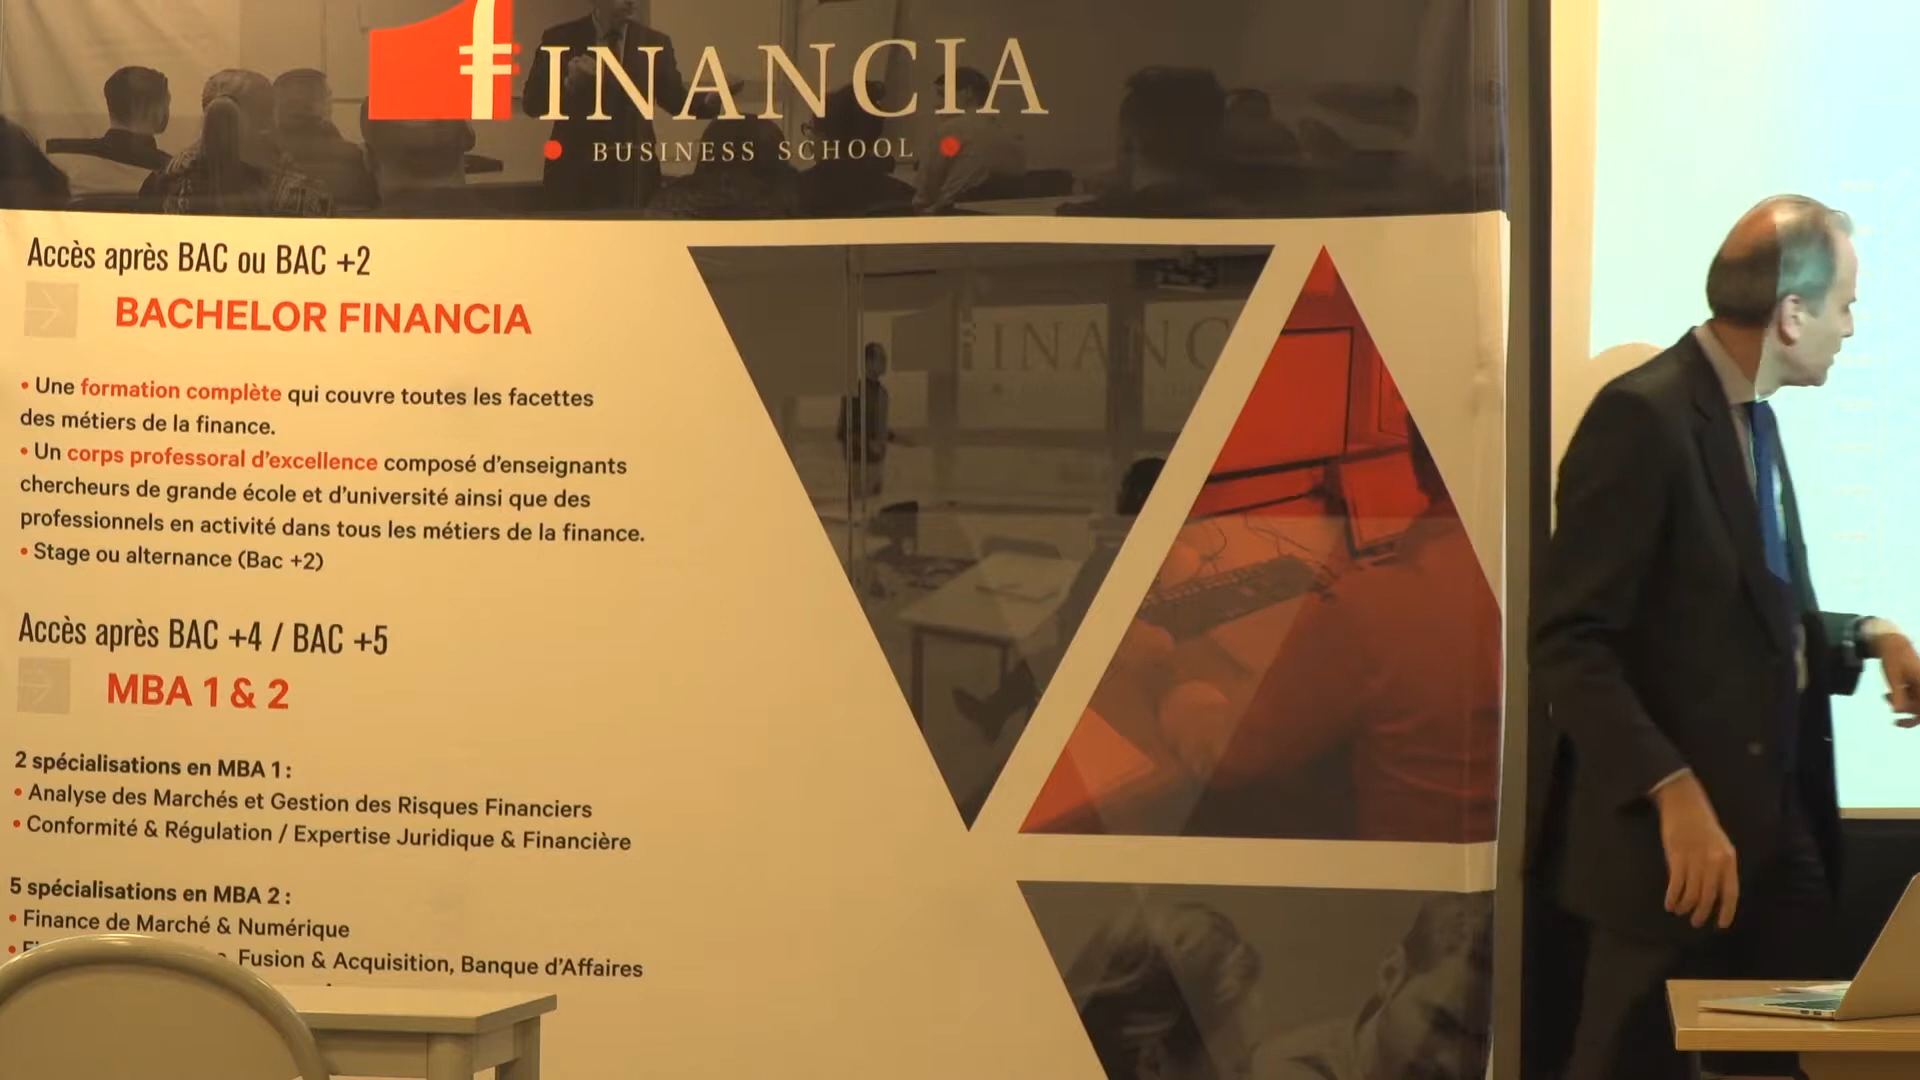 FINANCIA
BUSINESS SCHOOL
Accès après BAC ou BAC +2
BACHELOR FINANCIA
• Une formation complète qui couvre toutes les facettes
des métiers de la finance.
• Un corps professoral d'excellence composé d'enseignants
chercheurs de grande école et d'université ainsi que des
professionnels en activité dans tous les métiers de la finance.
• Stage ou alternance (Bac +2)
Accès après BAC +4 / BAC +5
MBA 1 & 2
2 spécialisations en MBA 1 :
• Analyse des Marchés et Gestion des Risques Financiers
• Conformité & Régulation / Expertise Juridique & Financière
5 spécialisations en MBA 2 :
• Finance de Marché & Numérique
• Fusion & Acquisition, Banque d'Affaires
INANC